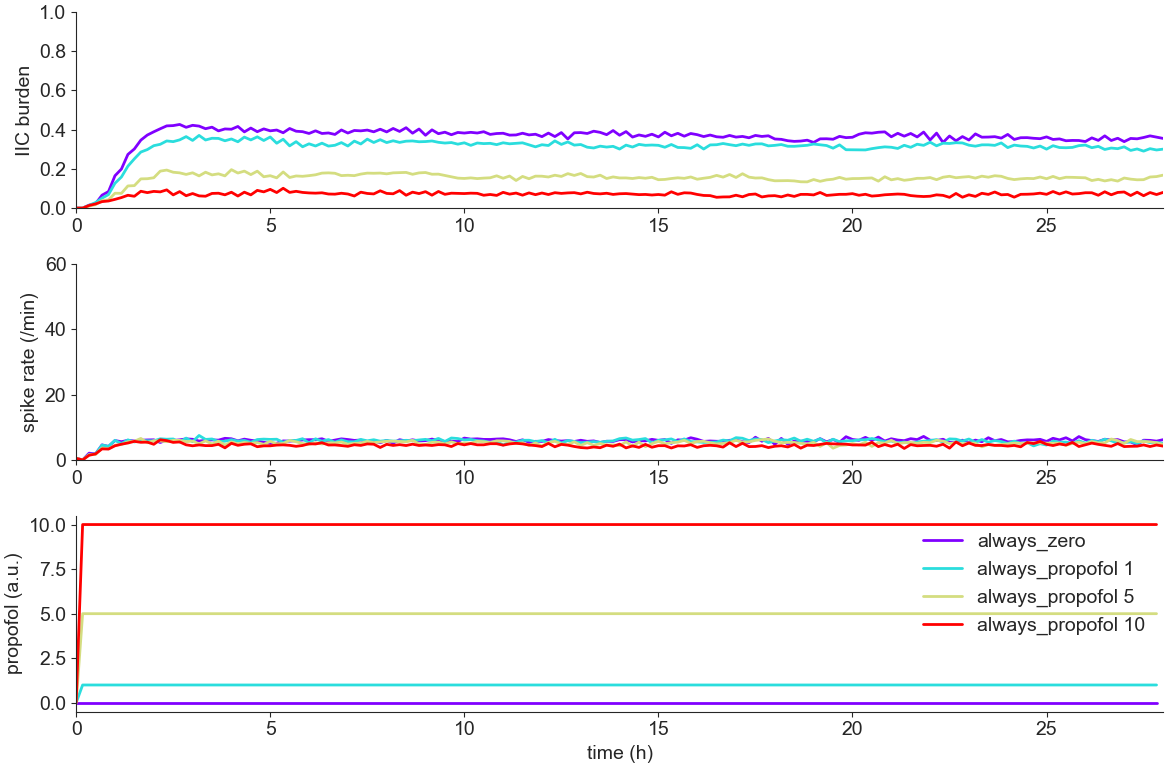 IIC burden
1.0
0.8
0.6
0.4
0.2
0.0
0 5 10 15 20 25
spike rate (/min)
60
40
20
0
0 5 10 15 20 25
propofol (a.u.)
10.0
7.5
5.0
2.5
0.0
always_zero
always_propofol 1
always_propofol 5
always_propofol 10
0 5 10 15 20 25
time (h)